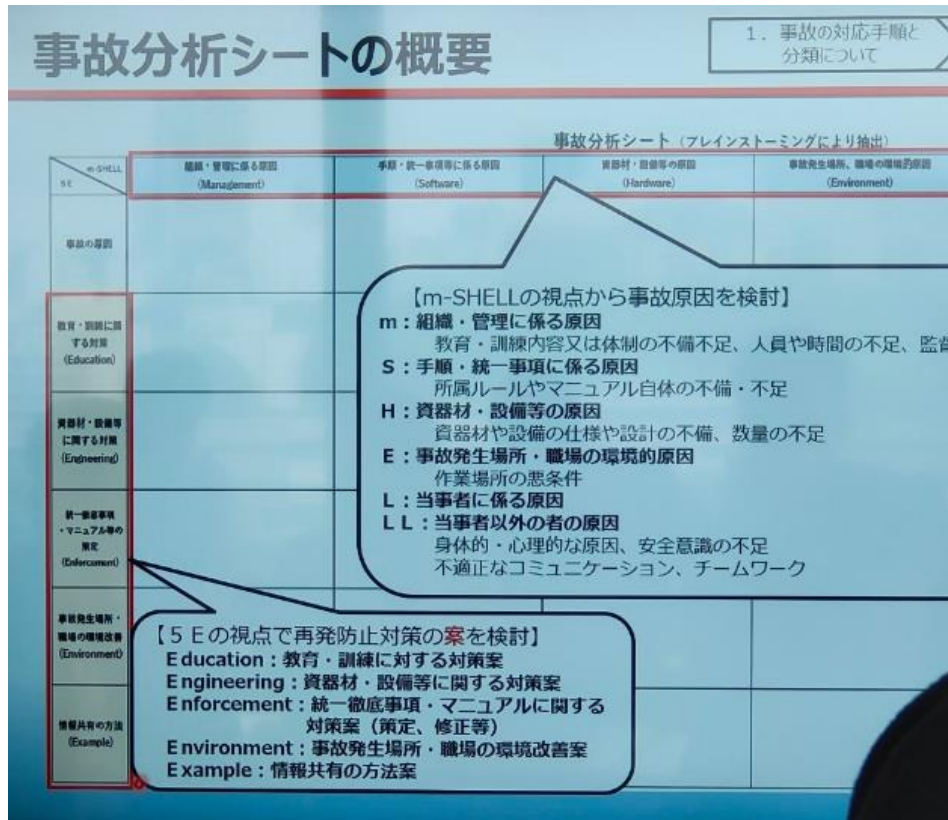 事故分析シートの概要
1．事故の対応手順と
分類について
事故分析シート（ブレインストーミングにより抽出）
m-SHELL
5E
組織・管理に係る原因
(Management)
手順・統一事項等に係る原因
(Software)
資器材・設備等の原因
(Hardware)
事故発生場所、職場の環境的原因
(Environment)
事故の原因
教育・訓練に関
する対策
(Education)
資器材・設備等
に関する対策
(Engineering)
統一徹底事項
・マニュアル等の
策定
(Enforcement)
事故発生場所・
職場の環境改善
(Environment)
情報共有の方法
(Example)
【m-SHELLの視点から事故原因を検討】
m：組織・管理に係る原因
教育・訓練内容又は体制の不備不足、人員や時間の不足、監督
S：手順・統一事項に係る原因
所属ルールやマニュアル自体の不備・不足
H：資器材・設備等の原因
資器材や設備の仕様や設計の不備、数量の不足
E：事故発生場所・職場の環境的原因
作業場所の悪条件
L：当事者に係る原因
LL：当事者以外の者の原因
身体的・心理的な原因、安全意識の不足
不適正なコミュニケーション、チームワーク
【５Ｅの視点で再発防止対策の案を検討】
Education：教育・訓練に対する対策案
Engineering：資器材・設備等に関する対策案
Enforcement：統一徹底事項・マニュアルに関する
対策案（策定、修正等）
Environment：事故発生場所・職場の環境改善案
Example：情報共有の方法案